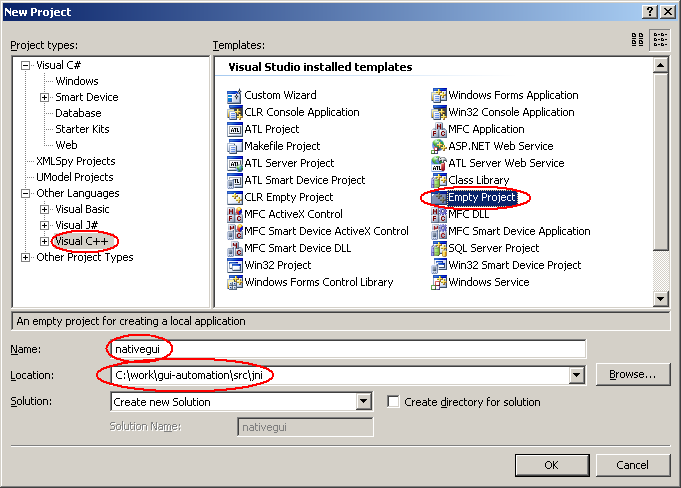 New Project
Project types:
Templates:
Visual C#
Windows
Smart Device
Database
Starter Kits
Web
XMLSpy Projects
UModel Projects
Other Languages
Visual Basic
Visual J#
Visual C++
Other Project Types
Visual Studio installed templates
Custom Wizard
CLR Console Application
ATL Project
Makefile Project
ATL Server Project
ATL Smart Device Project
CLR Empty Project
MFC ActiveX Control
MFC Smart Device ActiveX Control
MFC Smart Device DLL
Win32 Project
Windows Forms Control Library
Windows Forms Application
Win32 Console Application
MFC Application
ASP.NET Web Service
ATL Server Web Service
Class Library
Empty Project
MFC DLL
MFC Smart Device Application
SQL Server Project
Win32 Smart Device Project
Windows Service
An empty project for creating a local application
Name:
nativegui
Location:
C:\work\gui-automation\src\jni
Browse...
Solution:
Create new Solution
Create directory for solution
Solution Name:
nativegui
OK
Cancel